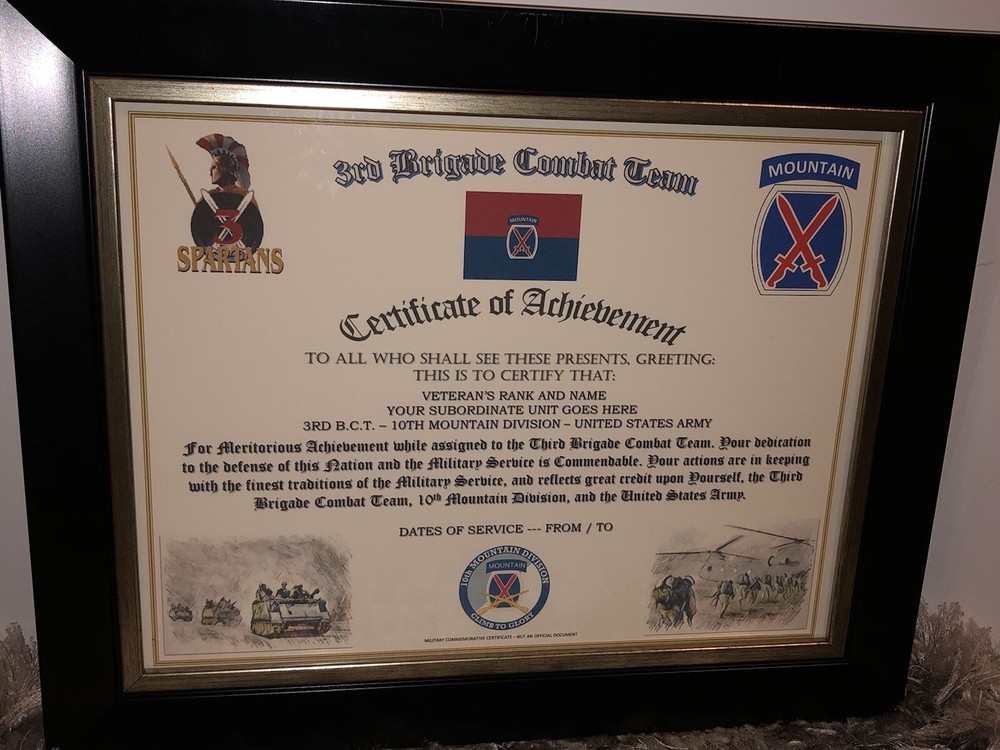 3rd Brigade Combat Team
3
SPARTANS
MOUNTAIN
MOUNTAIN
Certificate of Achievement
TO ALL WHO SHALL SEE THESE PRESENTS, GREETING:
THIS IS TO CERTIFY THAT:
VETERAN'S RANK AND NAME
YOUR SUBORDINATE UNIT GOES HERE
3RD B.C.T. – 10TH MOUNTAIN DIVISION – UNITED STATES ARMY
For Meritorious Achievement while assigned to the Third Brigade Combat Team. Your dedication
to the defense of this Nation and the Military Service is Commendable. Your actions are in keeping
with the finest traditions of the Military Service, and reflects great credit upon Yourself, the Third
Brigade Combat Team, 10th Mountain Division, and the United States Army.
DATES OF SERVICE --- FROM / TO
10th MOUNTAIN DIVISION
MOUNTAIN
CLIMB TO GLORY
MILITARY COMMEMORATIVE CERTIFICATE – NOT AN OFFICIAL DOCUMENT